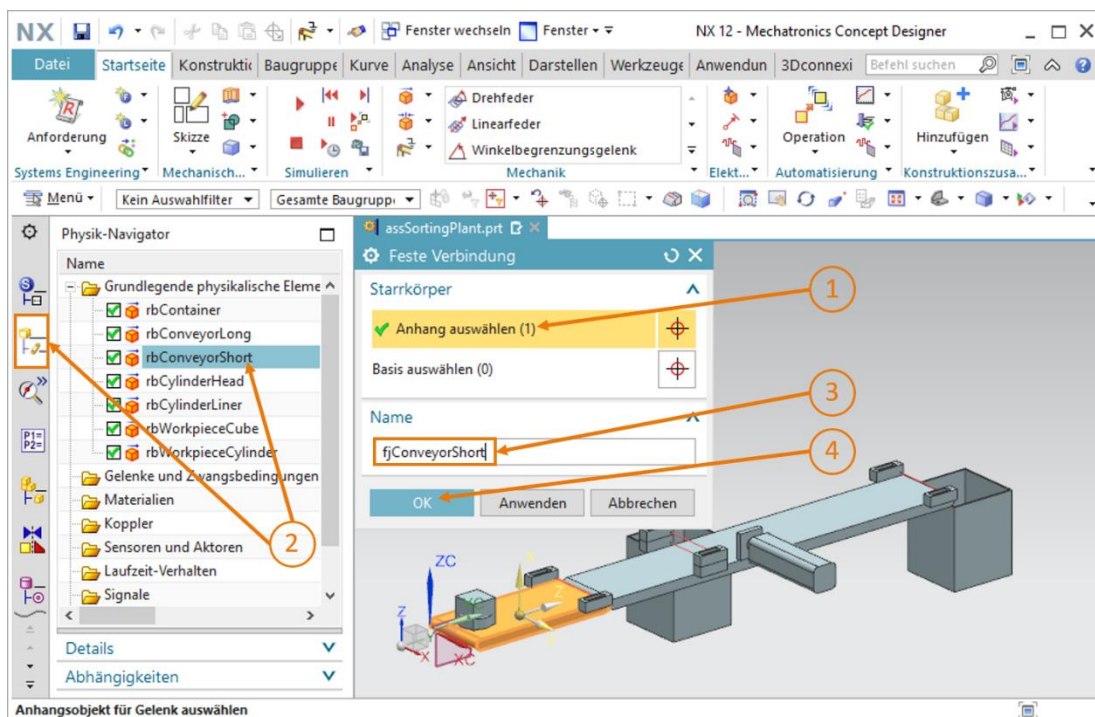 NX Fenster wechseln Fenster NX 12 - Mechatronics Concept Designer
Datei Startseite Konstruktic Baugruppe Kurve Analyse Ansicht Darstellen Werkzeuge Anwendun 3Dconnexi Befehl suchen
Anforderung Skizze Drehfeder Linearfeder Winkelbegrenzungsgelenk Operation Hinzufügen
Systems Engineering Mechanisch... Simulieren Mechanik Elekt... Automatisierung Konstruktionszusa...
Menü Kein Auswahlfilter Gesamte Baugrupp
Physik-Navigator
Name
Grundlegende physikalische Eleme
rbContainer
rbConveyorLong
rbConveyorShort
rbCylinderHead
rbCylinderLiner
rbWorkpieceCube
rbWorkpieceCylinder
Gelenke und Zwangsbedingungen
Materialien
Koppler
Sensoren und Aktoren
Laufzeit-Verhalten
Signale
Details
Abhängigkeiten
P1=
P2=
2
assSortingPlant.prt
Feste Verbindung
Starrkörper
Anhang auswählen (1)
Basis auswählen (0)
Name
fjConveyorShort
OK Anwenden Abbrechen
1
3
4
ZC
Z
X
XC
Anhangsobjekt für Gelenk auswählen